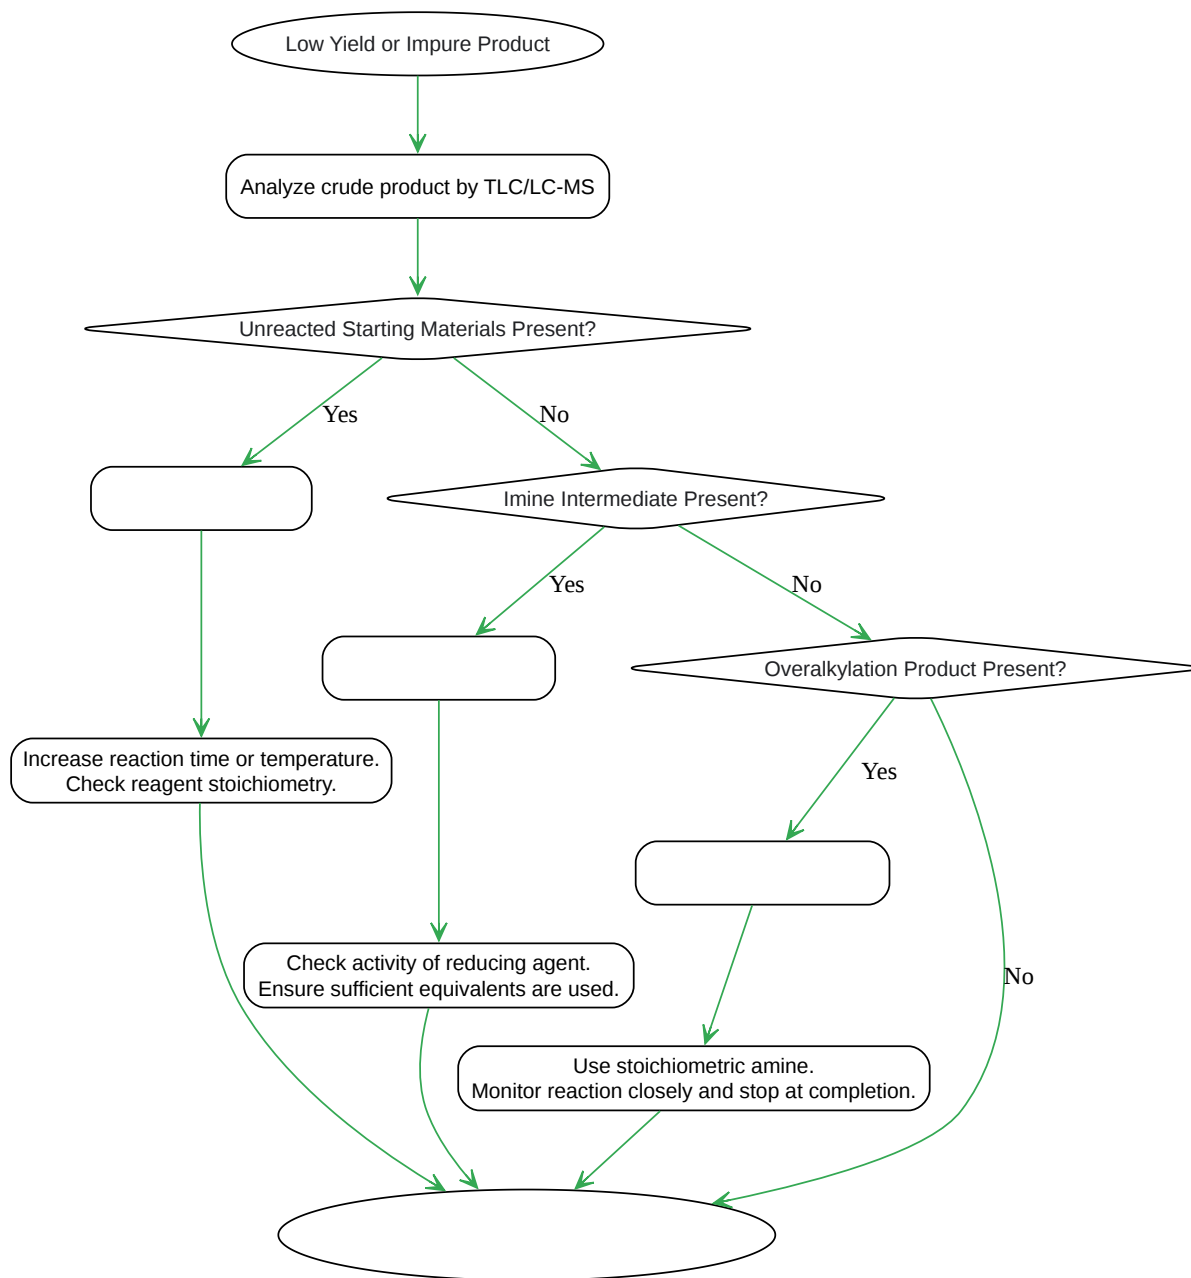 Low Yield or Impure Product
Analyze crude product by TLC/LC-MS
Unreacted Starting Materials Present?
Yes
No
Imine Intermediate Present?
Yes
No
Overalkylation Product Present?
Increase reaction time or temperature.
Check reagent stoichiometry.
Yes
Check activity of reducing agent.
Ensure sufficient equivalents are used.
No
Use stoichiometric amine.
Monitor reaction closely and stop at completion.